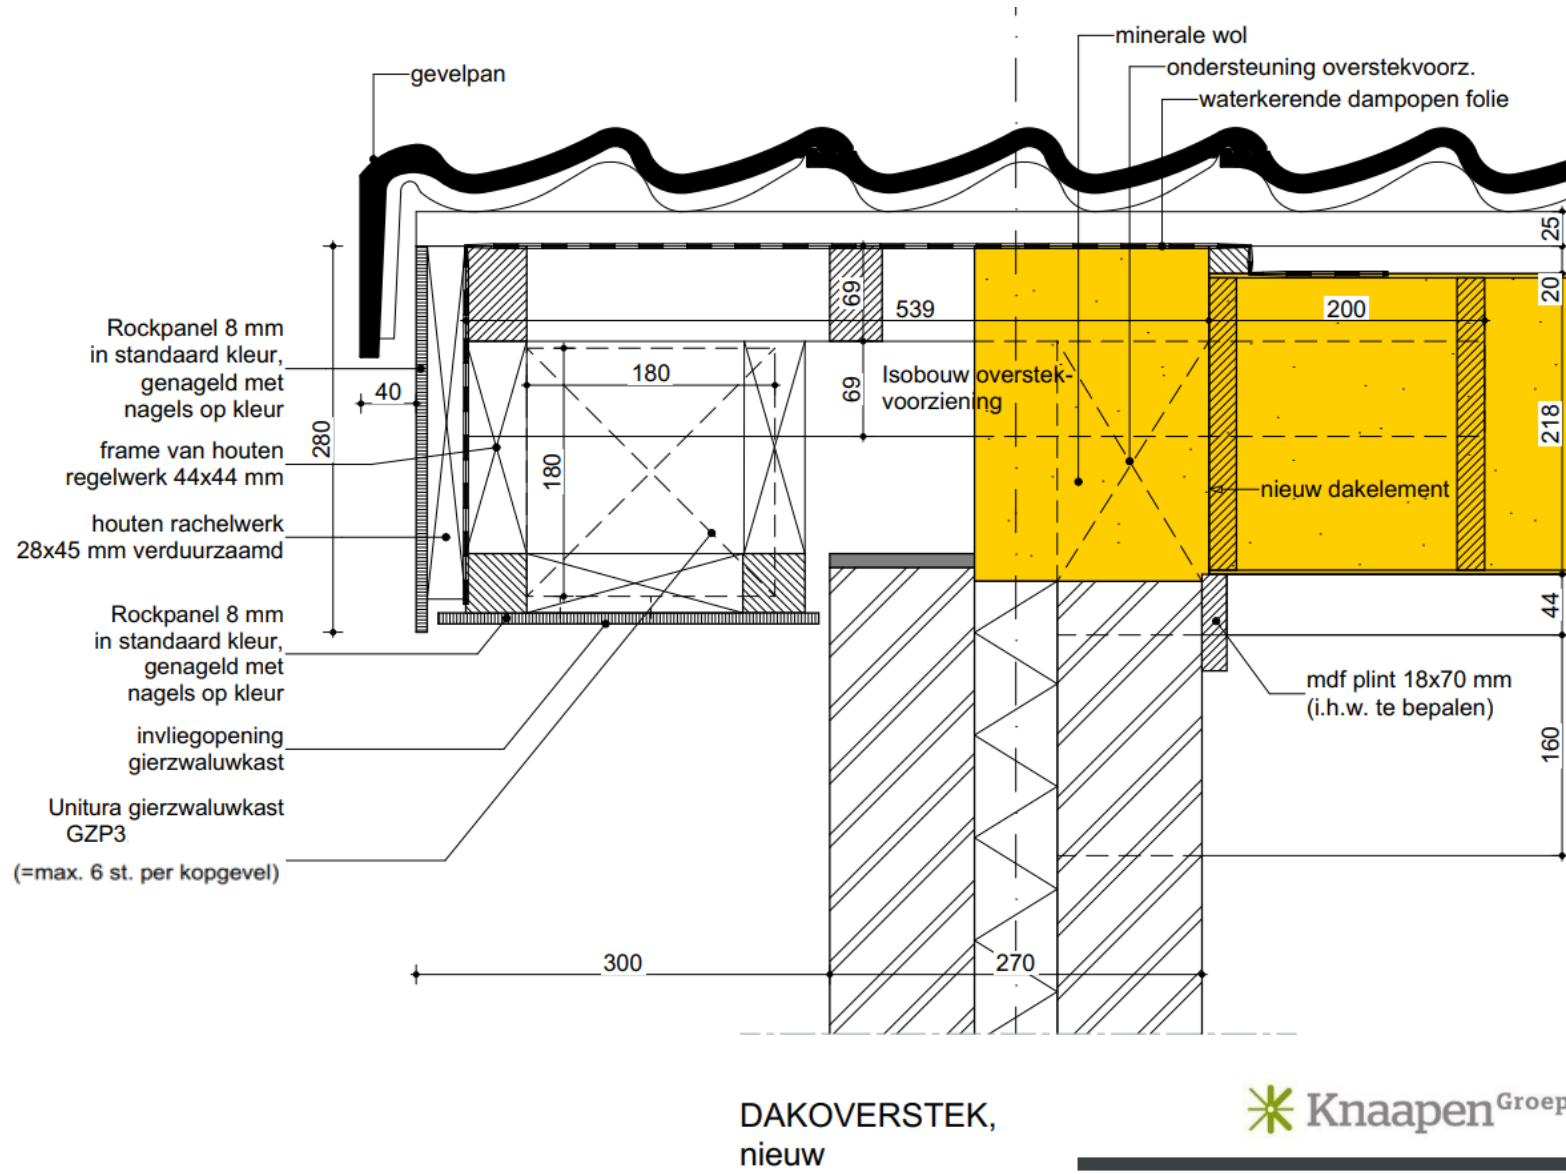 minerale wol
ondersteuning overstekvoorz.
waterkerende dampopen folie
gevelpan
25
20
69
539
200
Rockpanel 8 mm
in standaard kleur,
genageld met
nagels op kleur
40
180
69
Isobouw overstek-
voorziening
280
218
frame van houten
regelwerk 44x44 mm
180
nieuw dakelement
houten rachelwerk
28x45 mm verduurzaamd
Rockpanel 8 mm
in standaard kleur,
genageld met
nagels op kleur
44
mdf plint 18x70 mm
(i.h.w. te bepalen)
160
invliegopening
gierzwaluwkast
Unitura gierzwaluwkast
GZP3
(=max. 6 st. per kopgevel)
300
270
DAKOVERSTEK,
nieuw
Knaapen Groep